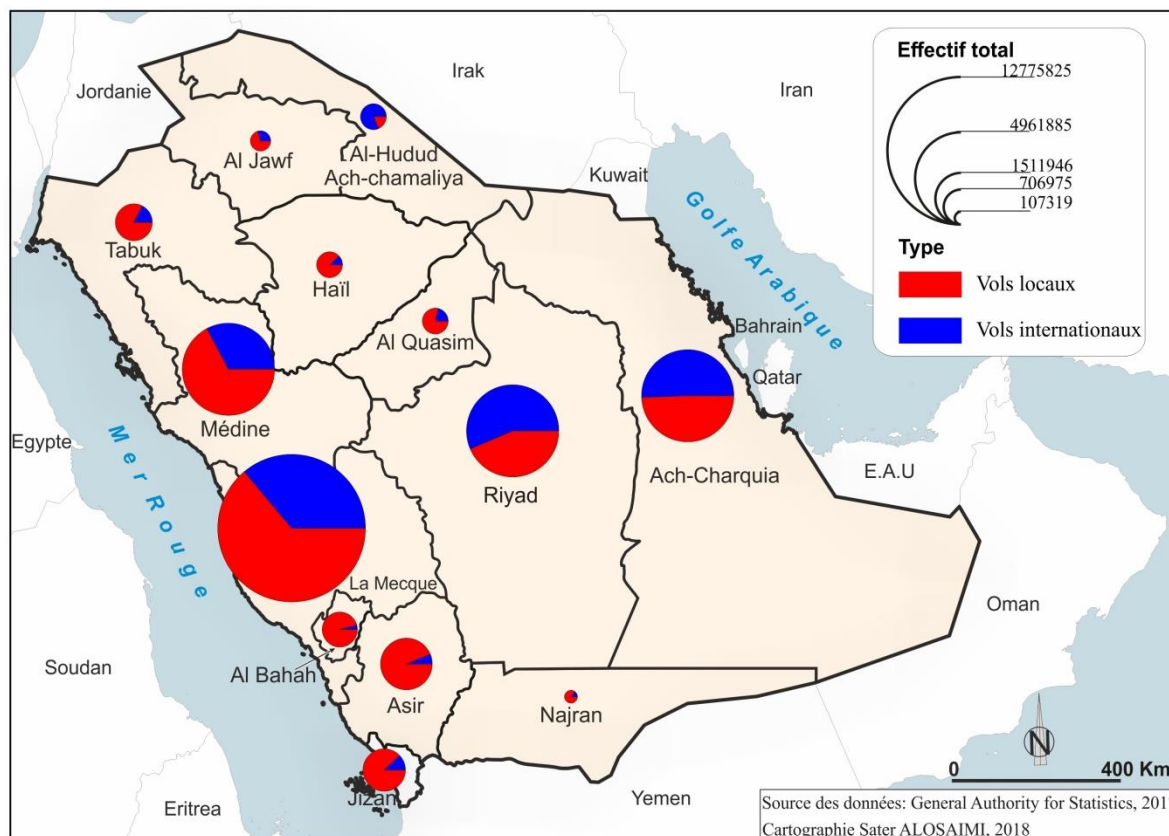 Effectif total
12775825
4961885
1511946
706975
107319
Type
Vols locaux
Vols internationaux
Jordanie
Irak
Iran
Al Jawf
Al-Hudud
Ach-chamaliya
Kuwait
Golfe Arabique
Tabuk
Haïl
Al Quasim
Bahrain
Qatar
Médine
Egypte
Mer Rouge
Riyad
Ach-Charquia
E.A.U
La Mecque
Oman
Soudan
Al Bahah
Asir
Najran
Jizan
Eritrea
Yemen
N
0 400 Km
Source des données: General Authority for Statistics,
Cartographie Sater ALOSAIMI, 2018